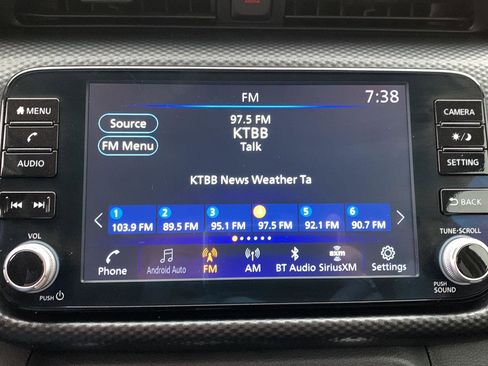 FM
7:38
MENU
CAMERA
Source
97.5 FM
KTBB
FM Menu
Talk
AUDIO
SETTING
KTBB News Weather Ta
BACK
1 2 3 4 5 6
103.9 FM 89.5 FM 95.1 FM 97.5 FM 92.1 FM 90.7 FM
VOL
TUNE•SCROLL
Phone Android Auto FM AM BT Audio SiriusXM Settings
sxm
PUSH
PUSH SOUND